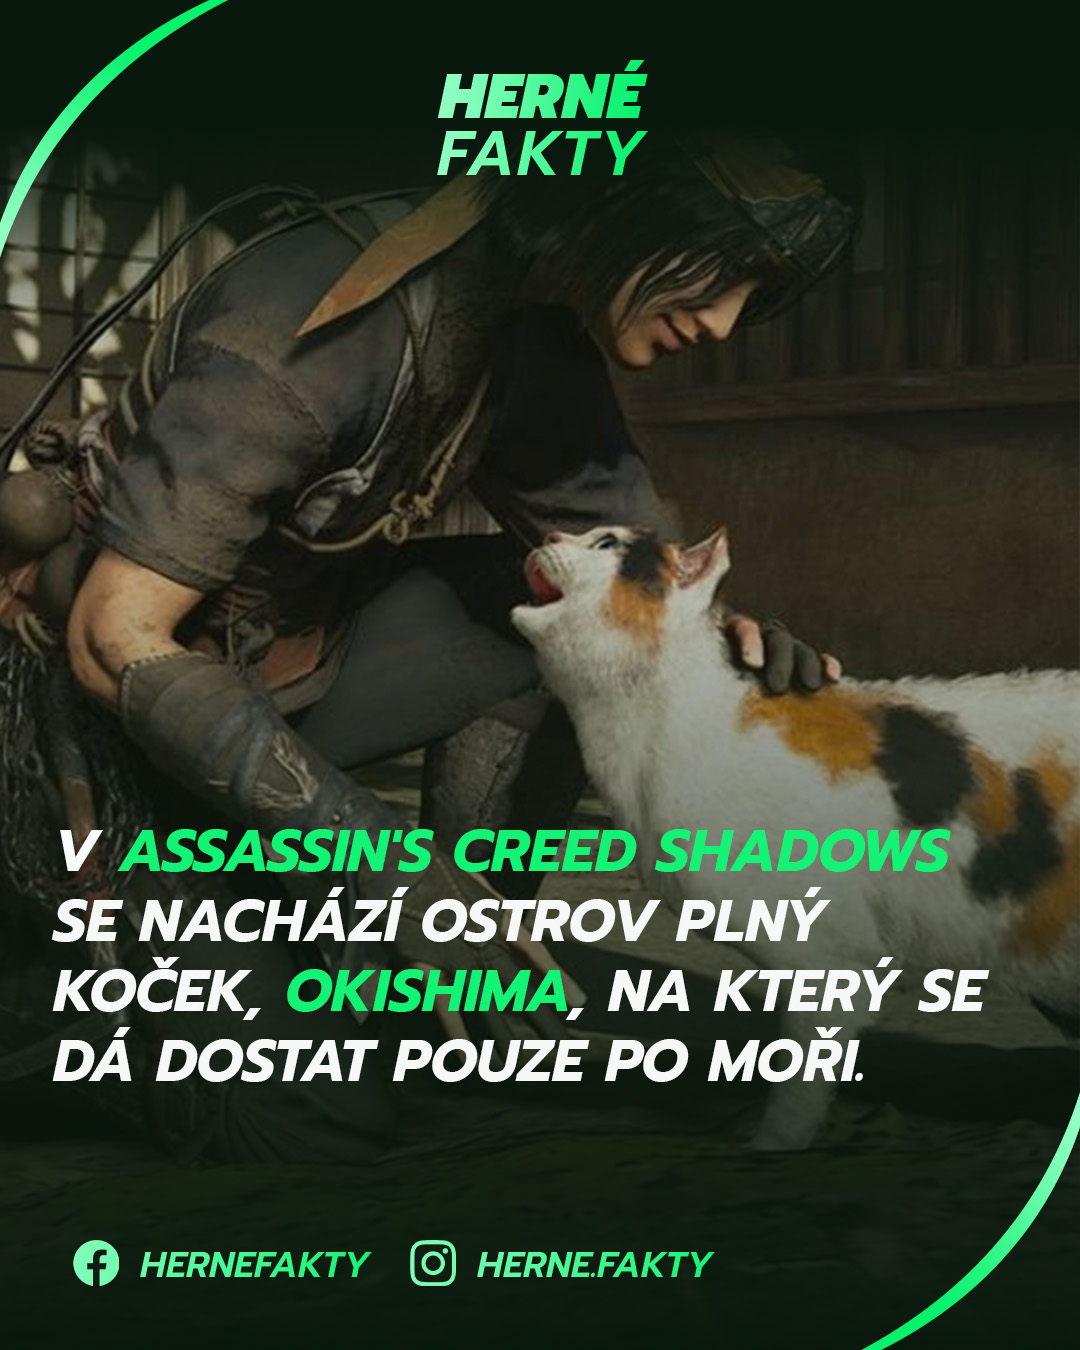 HERNÉ
FAKTY
V ASSASSIN'S CREED SHADOWS
SE NACHÁZÍ OSTROV PLNÝ
KOČEK, OKISHIMA, NA KTERÝ SE
DÁ DOSTAT POUZE PO MOŘI.
HERNEFAKTY HERNE.FAKTY